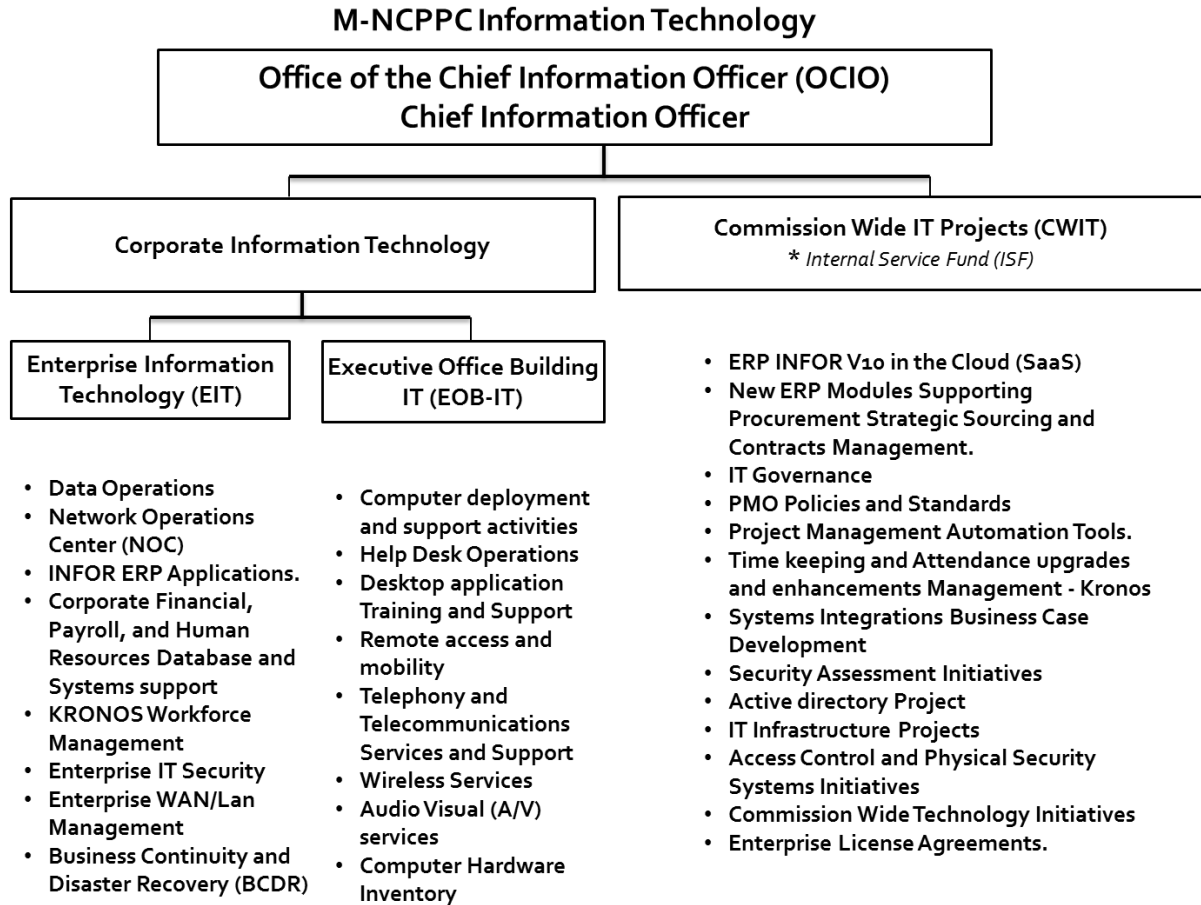 M-NCPPC Information Technology
Office of the Chief Information Officer (OCIO)
Chief Information Officer
Corporate Information Technology
Commission Wide IT Projects (CWIT)
* Internal Service Fund (ISF)
Enterprise Information
Technology (EIT)
Executive Office Building
IT (EOB-IT)
• Data Operations
• Network Operations
Center (NOC)
• INFOR ERP Applications.
• Corporate Financial,
Payroll, and Human
Resources Database and
Systems support
• KRONOS Workforce
Management
• Enterprise IT Security
• Enterprise WAN/Lan
Management
• Business Continuity and
Disaster Recovery (BCDR)
• Computer deployment
and support activities
• Help Desk Operations
• Desktop application
Training and Support
• Remote access and
mobility
• Telephony and
Telecommunications
Services and Support
• Wireless Services
• Audio Visual (A/V)
services
• Computer Hardware
Inventory
• ERP INFOR V10 in the Cloud (SaaS)
• New ERP Modules Supporting
Procurement Strategic Sourcing and
Contracts Management.
• IT Governance
• PMO Policies and Standards
• Project Management Automation Tools.
• Time keeping and Attendance upgrades
and enhancements Management - Kronos
• Systems Integrations Business Case
Development
• Security Assessment Initiatives
• Active directory Project
• IT Infrastructure Projects
• Access Control and Physical Security
Systems Initiatives
• Commission Wide Technology Initiatives
• Enterprise License Agreements.